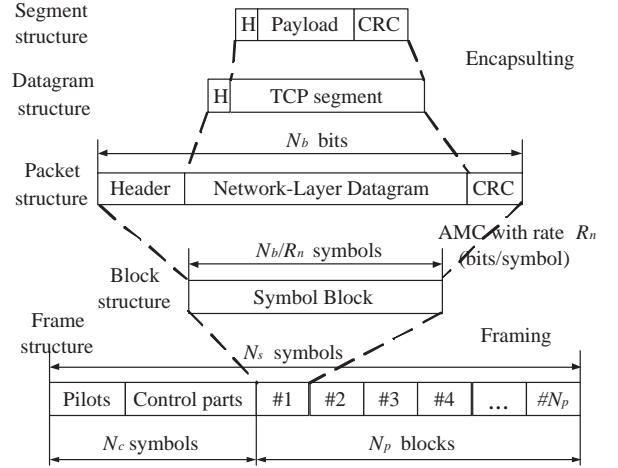 Segment structure
H Payload CRC
Encapsulting
Datagram structure
H TCP segment
N_b bits
Packet structure
Header Network-Layer Datagram CRC
AMC with rate R_n (bits/symbol)
N_b/R_n symbols
Block structure
Symbol Block
Frame structure
Framing
N_s symbols
Pilots Control parts #1 #2 #3 #4 ... #N_p
N_c symbols N_p blocks